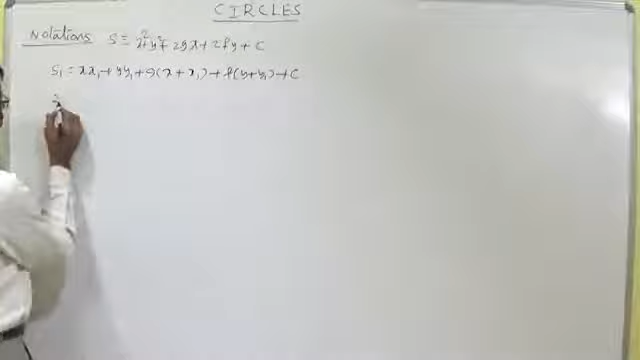 CIRCLES
Notations S ≡ x²+y²+2gx+2fy+c
S₁ = xx₁+yy₁+g(x+x₁)+f(y+y₁)+c